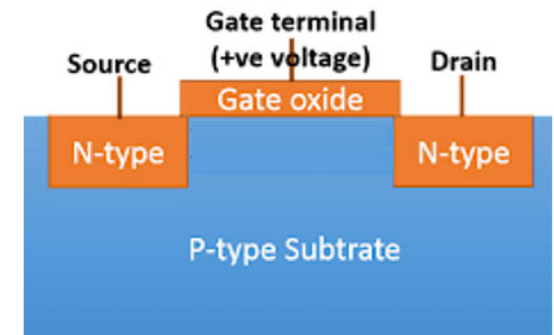 Gate terminal
(+ve voltage)
Source
Drain
Gate oxide
N-type
N-type
P-type Subtrate